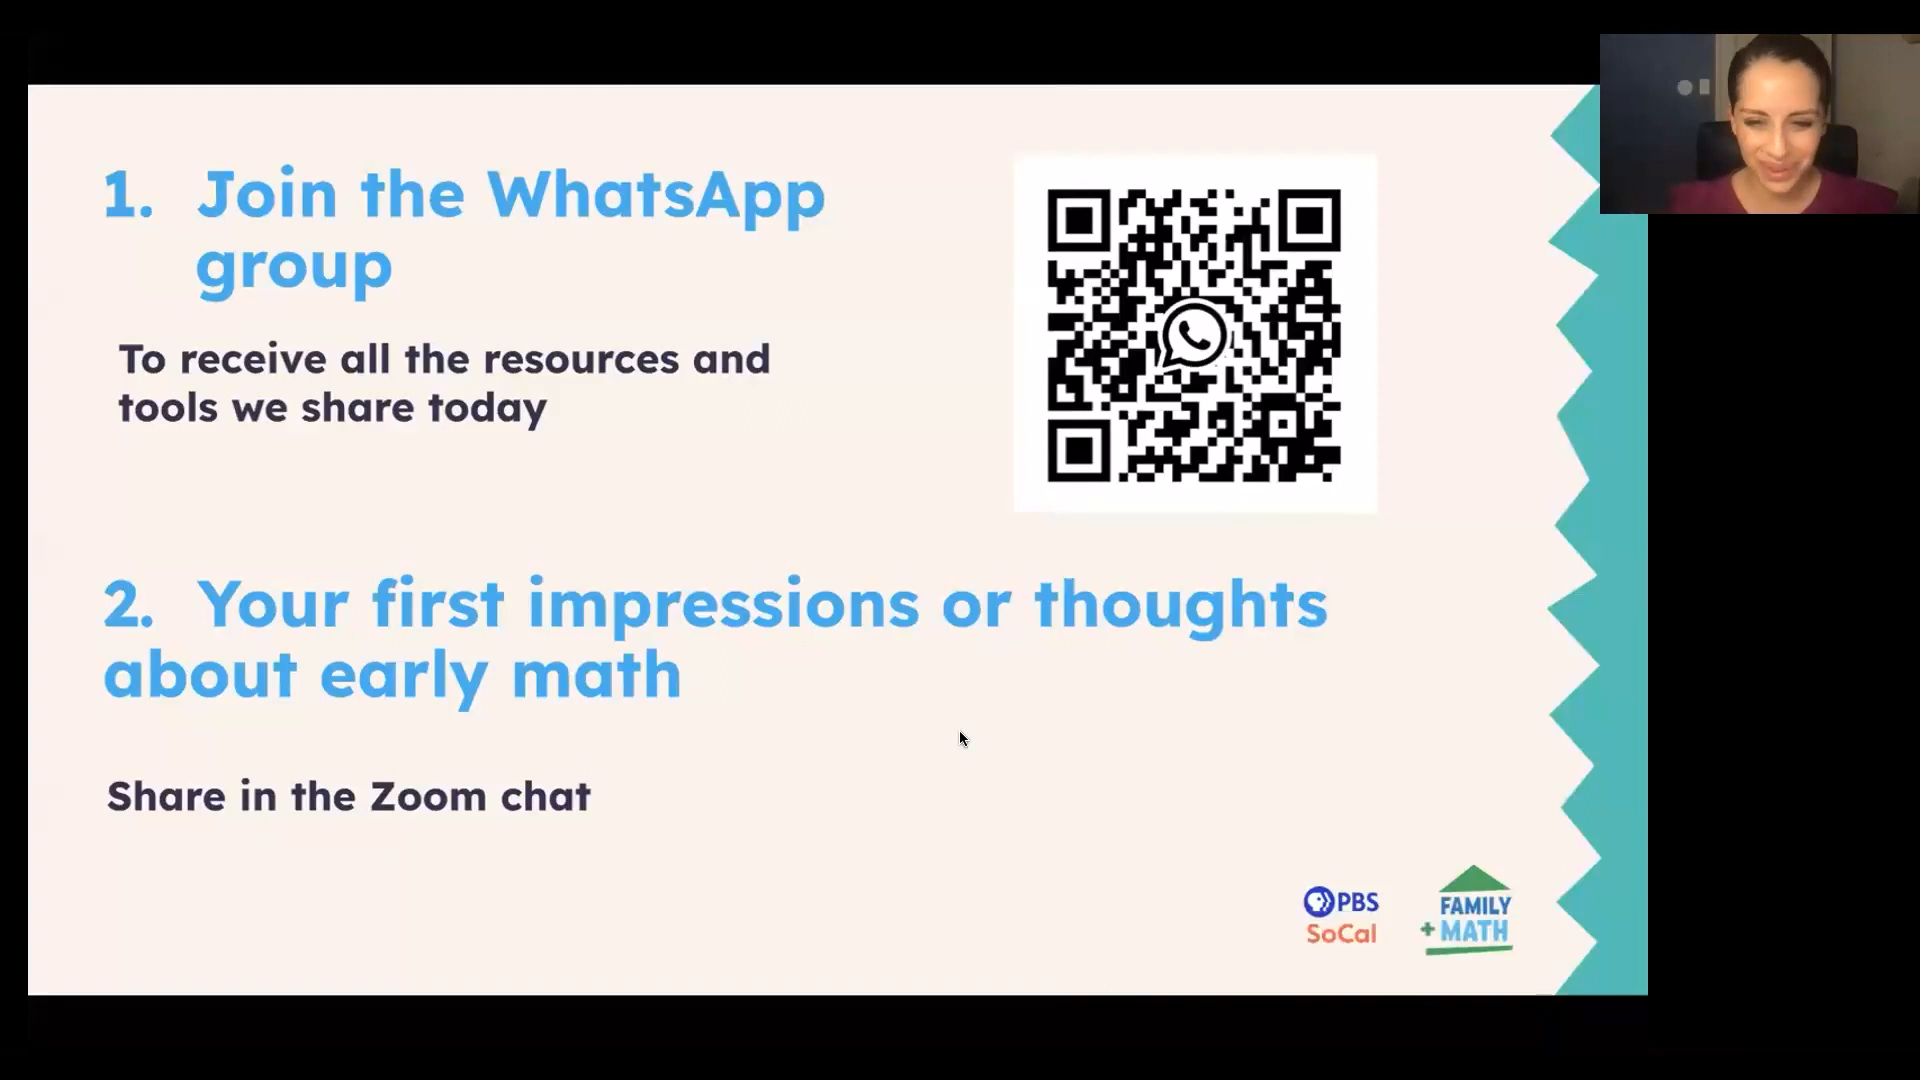 1. Join the WhatsApp
group
To receive all the resources and
tools we share today
2. Your first impressions or thoughts
about early math
Share in the Zoom chat
PBS
SoCal
FAMILY
+ MATH